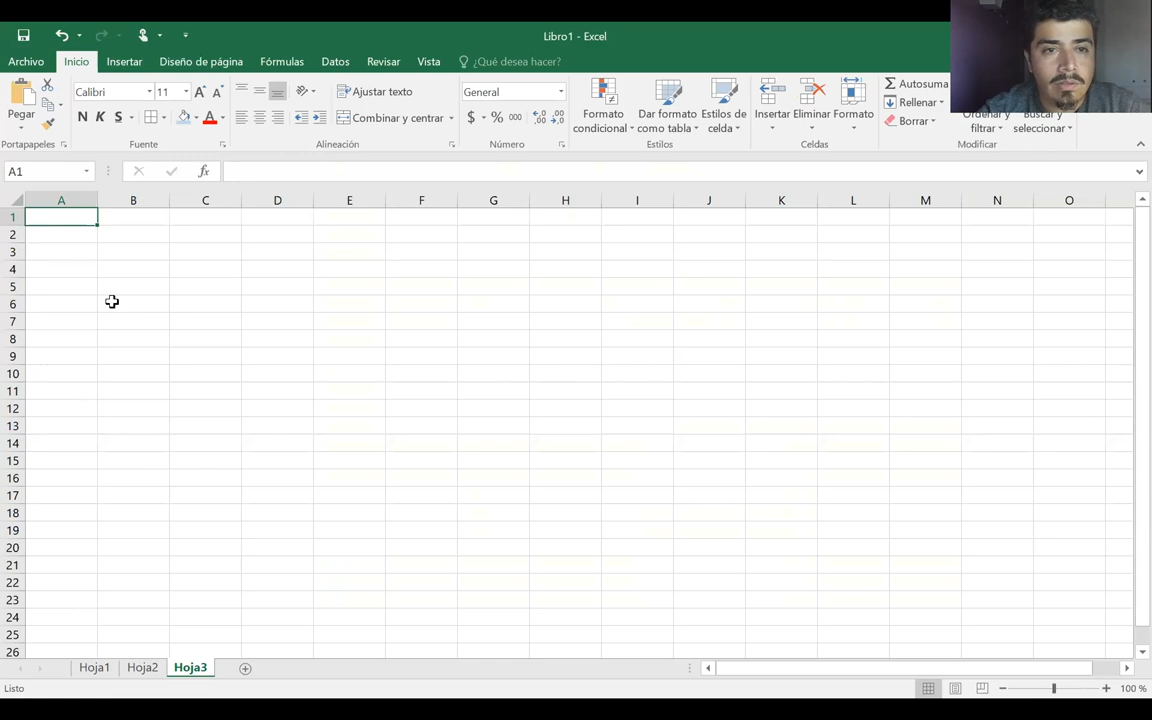 Libro1 - Excel
Archivo Inicio Insertar Diseño de página Fórmulas Datos Revisar Vista ¿Qué desea hacer?
Pegar
Calibri 11
N K S
A
Ajustar texto
Combinar y centrar
General
$ % 000
Formato condicional
Dar formato como tabla
Estilos de celda
Insertar Eliminar Formato
Autosuma
Rellenar
Borrar
Ordenar y filtrar
Buscar y seleccionar
Portapapeles Fuente Alineación Número Estilos Celdas Modificar
A1 fx
A B C D E F G H I J K L M N O
1
2
3
4
5
6
7
8
9
10
11
12
13
14
15
16
17
18
19
20
21
22
23
24
25
26
Hoja1 Hoja2 Hoja3
Listo 100 %